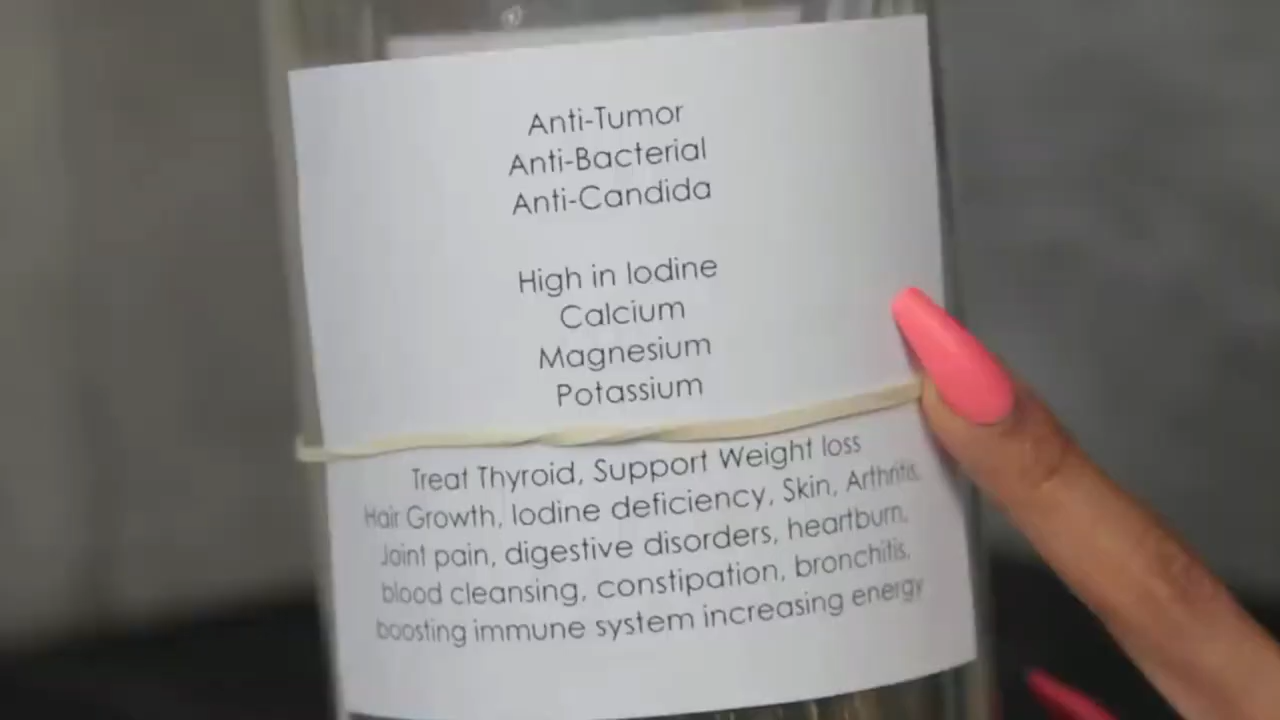 Anti-Tumor
Anti-Bacterial
Anti-Candida
High in Iodine
Calcium
Magnesium
Potassium
Treat Thyroid, Support Weight loss
Hair Growth, Iodine deficiency, Skin, Arthritis,
Joint pain, digestive disorders, heartburn,
blood cleansing, constipation, bronchitis,
boosting immune system increasing energy